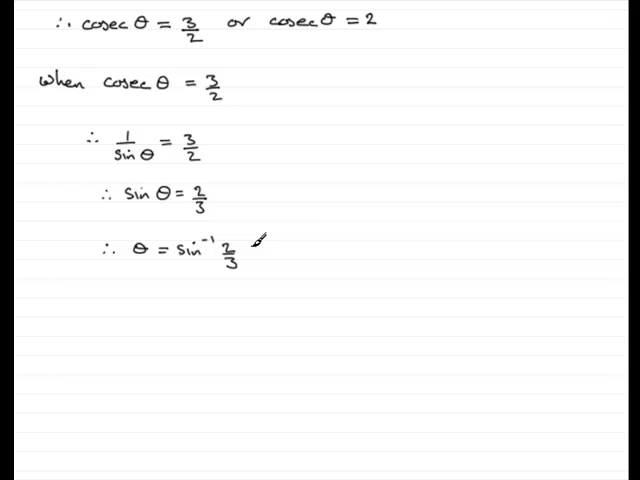 ∴ cosec θ = 3/2 or cosec θ = 2
when cosec θ = 3/2
∴ 1/sin θ = 3/2
∴ sin θ = 2/3
∴ θ = sin⁻¹ 2/3